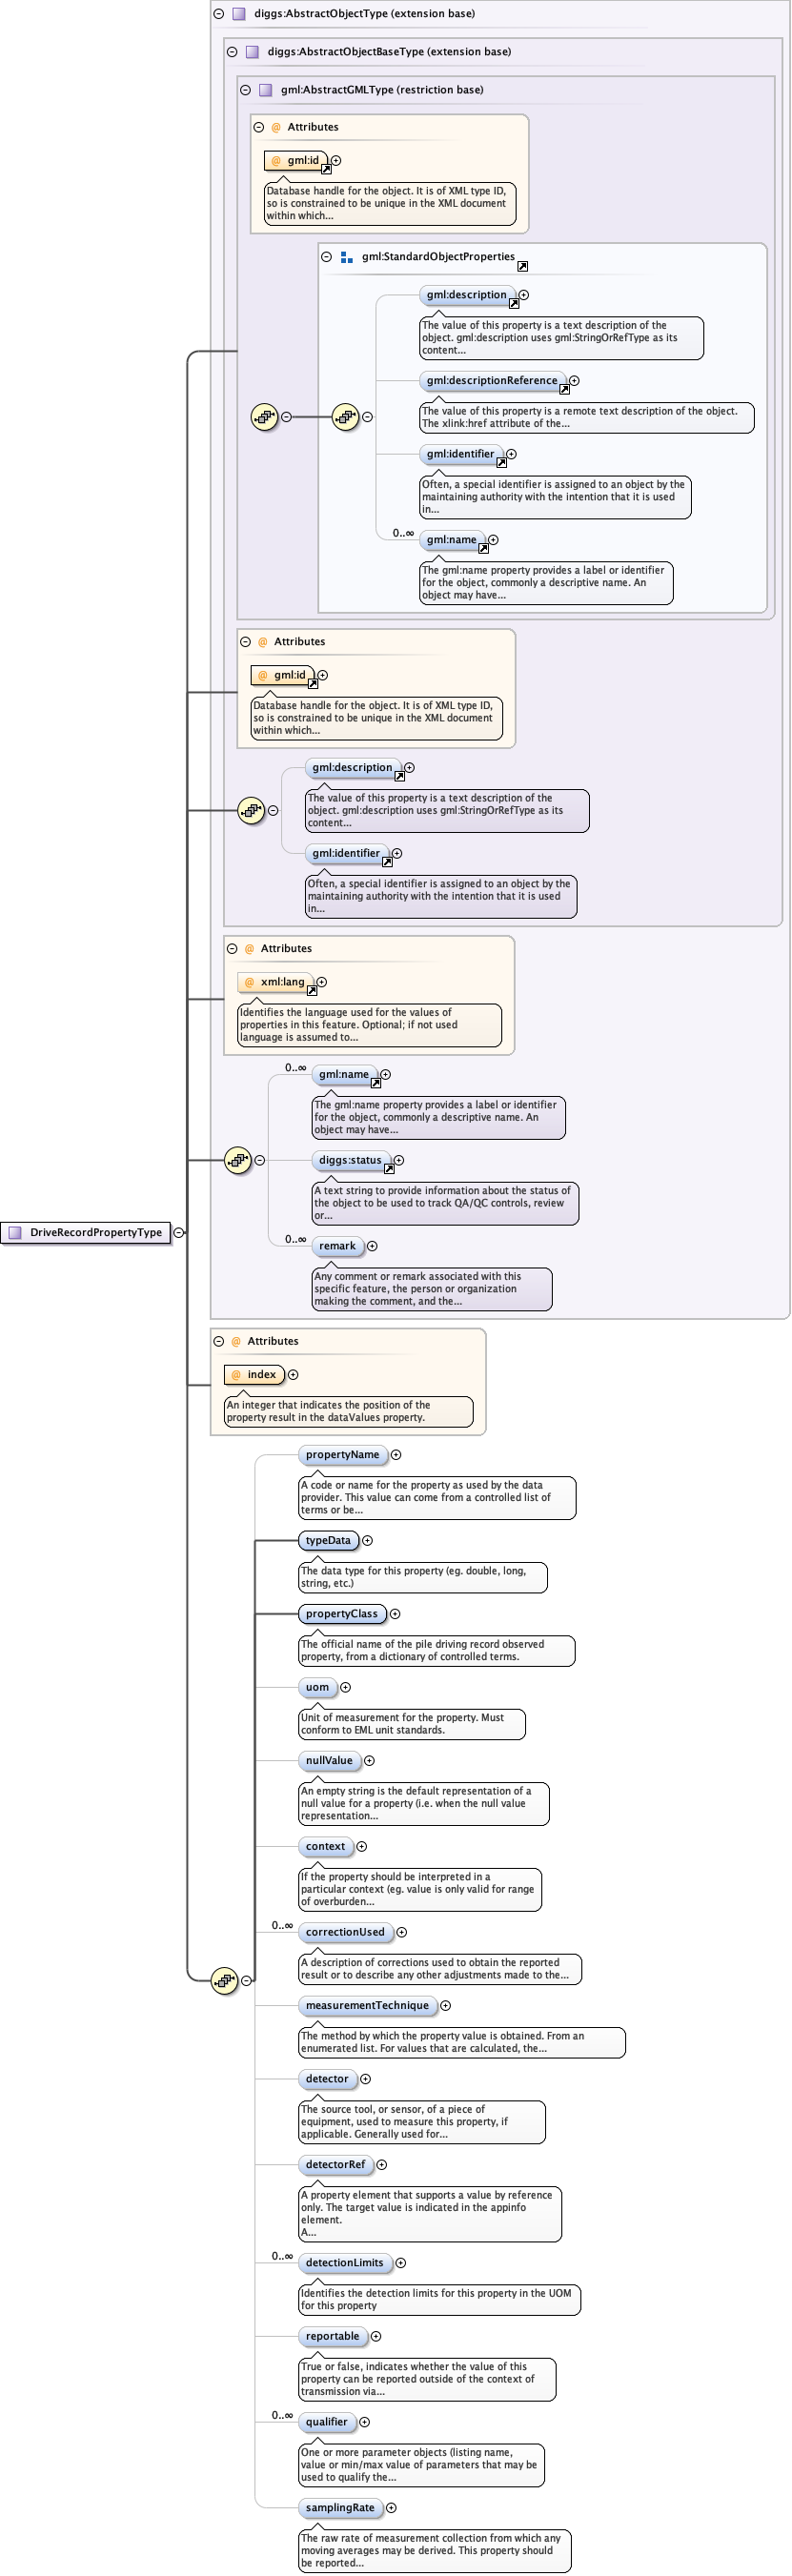 diggs:AbstractObjectType (extension base)
diggs:AbstractObjectBaseType (extension base)
gml:AbstractGMLType (restriction base)
@ Attributes
@ gml:id
Database handle for the object. It is of XML type ID,
so is constrained to be unique in the XML document
within which...
gml:StandardObjectProperties
gml:description
The value of this property is a text description of the
object. gml:description uses gml:StringOrRefType as its
content...
gml:descriptionReference
The value of this property is a remote text description of the object.
The xlink:href attribute of the...
gml:identifier
Often, a special identifier is assigned to an object by the
maintaining authority with the intention that it is used
in...
0..∞
gml:name
The gml:name property provides a label or identifier
for the object, commonly a descriptive name. An
object may have...
@ Attributes
@ gml:id
Database handle for the object. It is of XML type ID,
so is constrained to be unique in the XML document
within which...
gml:description
The value of this property is a text description of the
object. gml:description uses gml:StringOrRefType as its
content...
gml:identifier
Often, a special identifier is assigned to an object by the
maintaining authority with the intention that it is used
in...
@ Attributes
@ xml:lang
Identifies the language used for the values of
properties in this feature. Optional; if not used
language is assumed to...
0..∞
gml:name
The gml:name property provides a label or identifier
for the object, commonly a descriptive name. An
object may have...
diggs:status
A text string to provide information about the status of
the object to be used to track QA/QC controls, review
or...
DriveRecordPropertyType
0..∞
remark
Any comment or remark associated with this
specific feature, the person or organization
making the comment, and the...
@ Attributes
@ index
An integer that indicates the position of the
property result in the dataValues property.
propertyName
A code or name for the property as used by the data
provider. This value can come from a controlled list of
terms or be...
typeData
The data type for this property (eg. double, long,
string, etc.)
propertyClass
The official name of the pile driving record observed
property, from a dictionary of controlled terms.
uom
Unit of measurement for the property. Must
conform to EML unit standards.
nullValue
An empty string is the default representation of a
null value for a property (i.e. when the null value
representation...
context
If the property should be interpreted in a
particular context (eg. value is only valid for range
of overburden...
0..∞
correctionUsed
A description of corrections used to obtain the reported
result or to describe any other adjustments made to the...
measurementTechnique
The method by which the property value is obtained. From an
enumerated list. For values that are calculated, the...
detector
The source tool, or sensor, of a piece of
equipment, used to measure this property, if
applicable. Generally used for...
detectorRef
A property element that supports a value by reference
only. The target value is indicated in the appinfo
element.
A...
0..∞
detectionLimits
Identifies the detection limits for this property in the UOM
for this property
reportable
True or false, indicates whether the value of this
property can be reported outside of the context of
transmission via...
0..∞
qualifier
One or more parameter objects (listing name,
value or min/max value of parameters that may be
used to qualify the...
samplingRate
The raw rate of measurement collection from which any
moving averages may be derived. This property should
be reported...